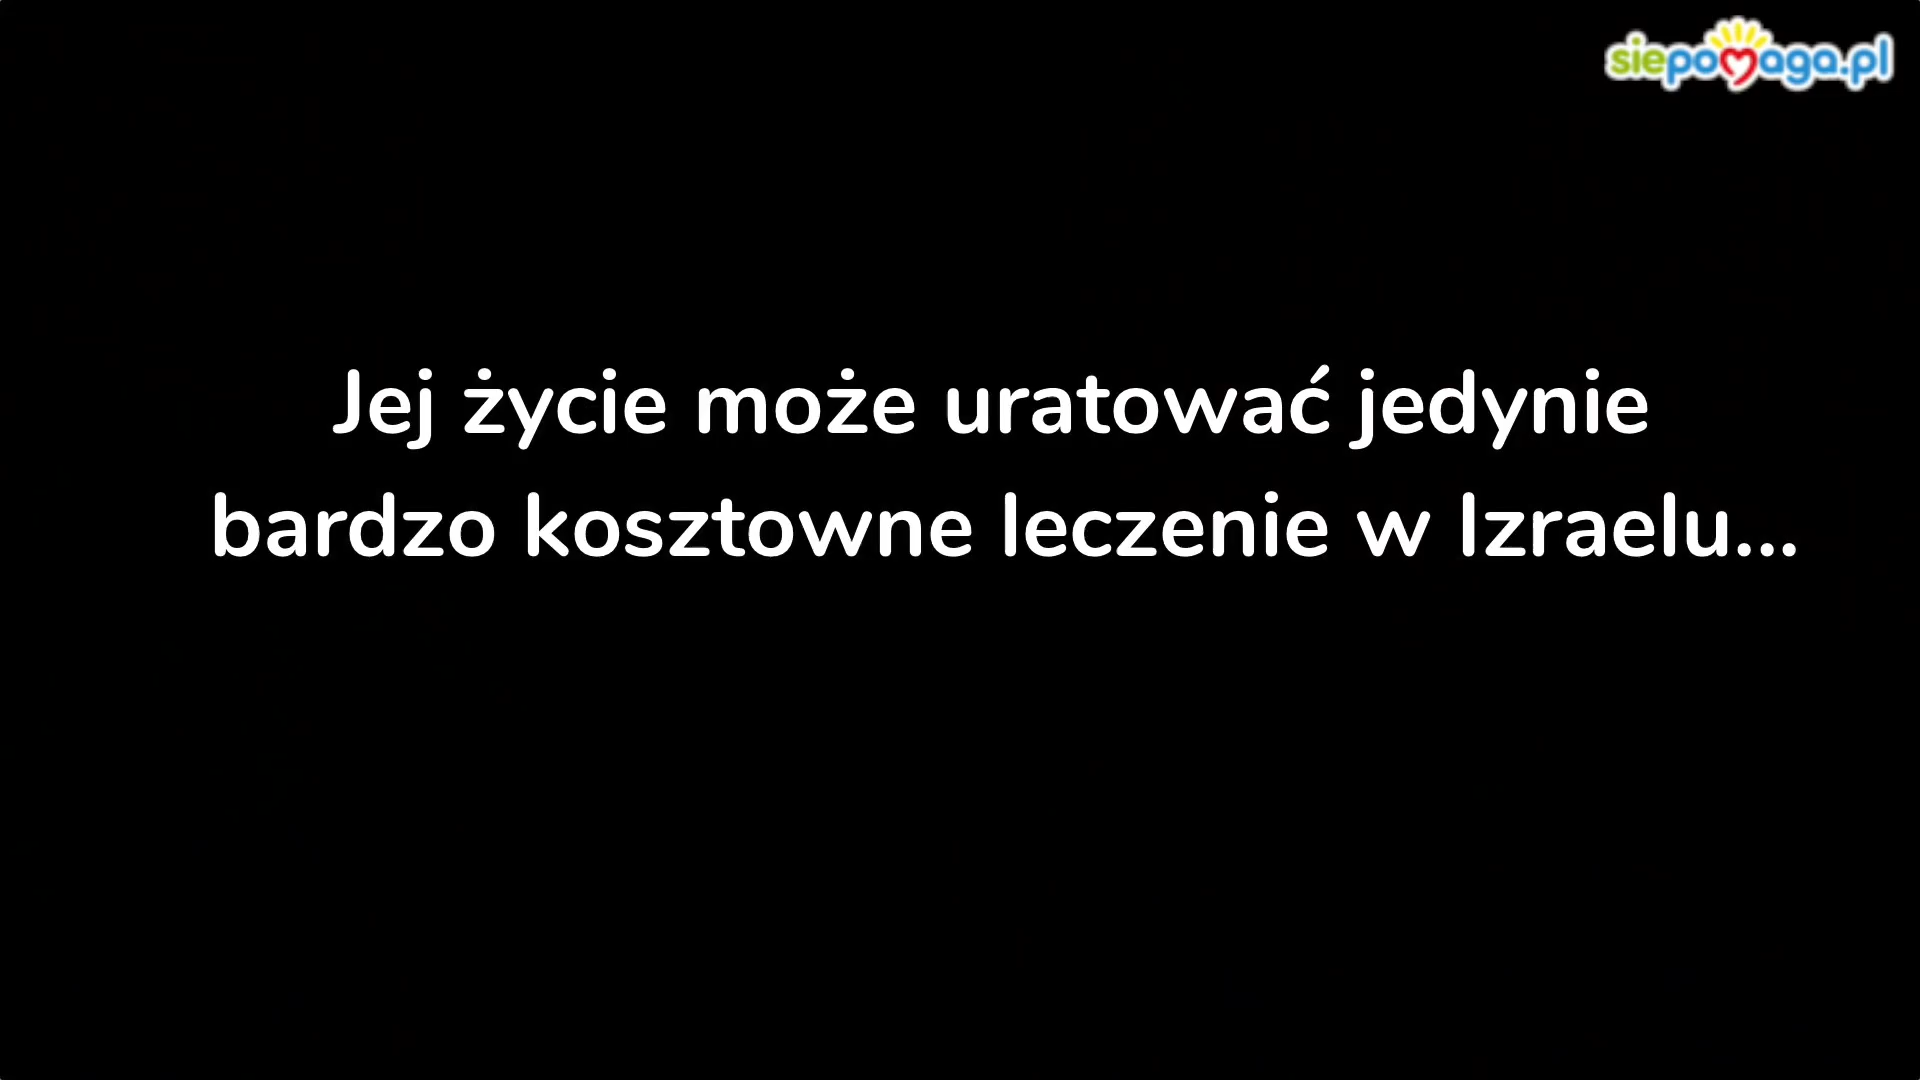 siepomaga.pl
Jej życie może uratować jedynie
bardzo kosztowne leczenie w Izraelu...